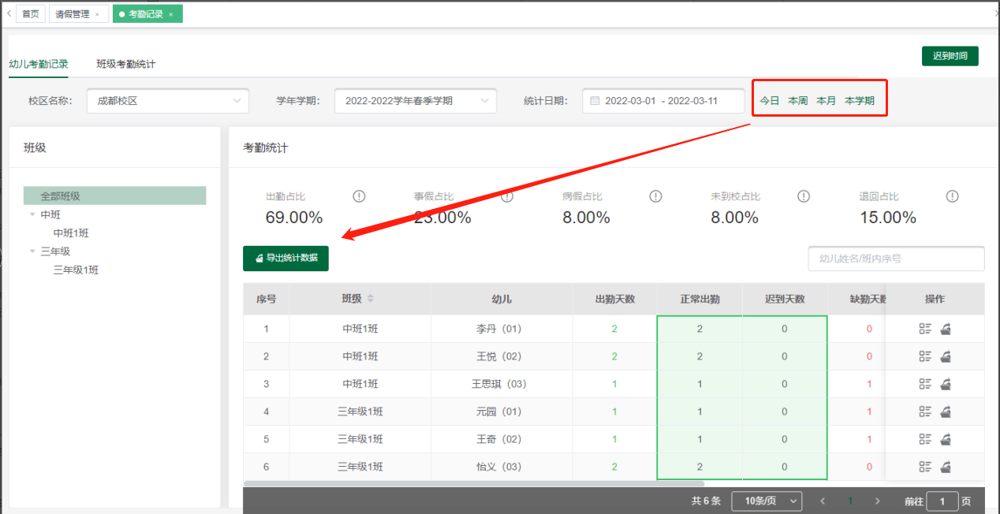 首页 请假管理 × 考勤记录 ×
迟到时间
幼儿考勤记录 班级考勤统计
校区名称: 成都校区 学年学期: 2022-2022学年春季学期 统计日期: 2022-03-01 - 2022-03-11 今日 本周 本月 本学期
班级
全部班级
中班
中班1班
三年级
三年级1班
考勤统计
出勤占比 事假占比 病假占比 未到校占比 退回占比
69.00% 23.00% 8.00% 8.00% 15.00%
导出统计数据 幼儿姓名/班内序号
序号 班级 幼儿 出勤天数 正常出勤 迟到天数 缺勤天数 操作
1 中班1班 李丹（01） 2 2 0 0
2 中班1班 王悦（02） 2 2 0 0
3 中班1班 王思琪（03） 1 1 0 1
4 三年级1班 元园（01） 1 1 0 1
5 三年级1班 王奇（02） 1 1 0 1
6 三年级1班 怡义（03） 2 2 0 0
共 6 条 10条/页 1 前往 1 页